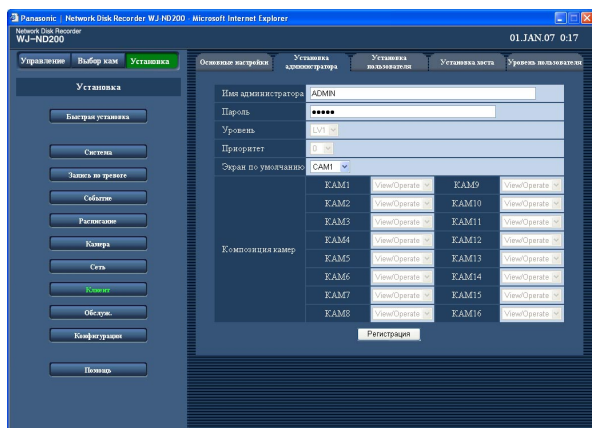 Panasonic | Network Disk Recorder WJ-ND200 - Microsoft Internet Explorer
Network Disk Recorder
WJ-ND200
01.JAN.07 0:17
Управление Выбор кам Установка
Основные настройки Установка администратора Установка пользователя Установка хоста Уровень пользователя
Установка
Быстрая установка
Система
Запись по тревоге
Событие
Расписание
Камера
Сеть
Клиент
Обслуж.
Конфигурация
Помощь
Имя администратора ADMIN
Пароль •••••
Уровень LV1
Приоритет 0
Экран по умолчанию CAM1
Композиция камер
КАМ1 View/Operate КАМ9 View/Operate
КАМ2 View/Operate КАМ10 View/Operate
КАМ3 View/Operate КАМ11 View/Operate
КАМ4 View/Operate КАМ12 View/Operate
КАМ5 View/Operate КАМ13 View/Operate
КАМ6 View/Operate КАМ14 View/Operate
КАМ7 View/Operate КАМ15 View/Operate
КАМ8 View/Operate КАМ16 View/Operate
Регистрация